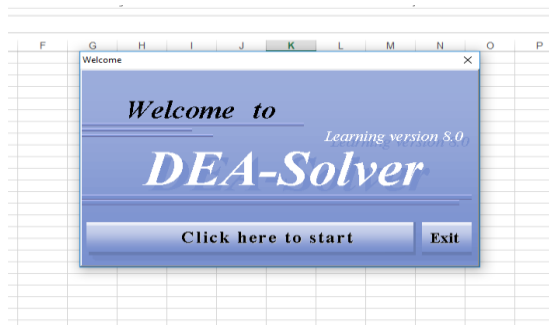 F G H I J K L M N O P
Welcome
Welcome to
Learning version 8.0
DEA-Solver
Click here to start
Exit